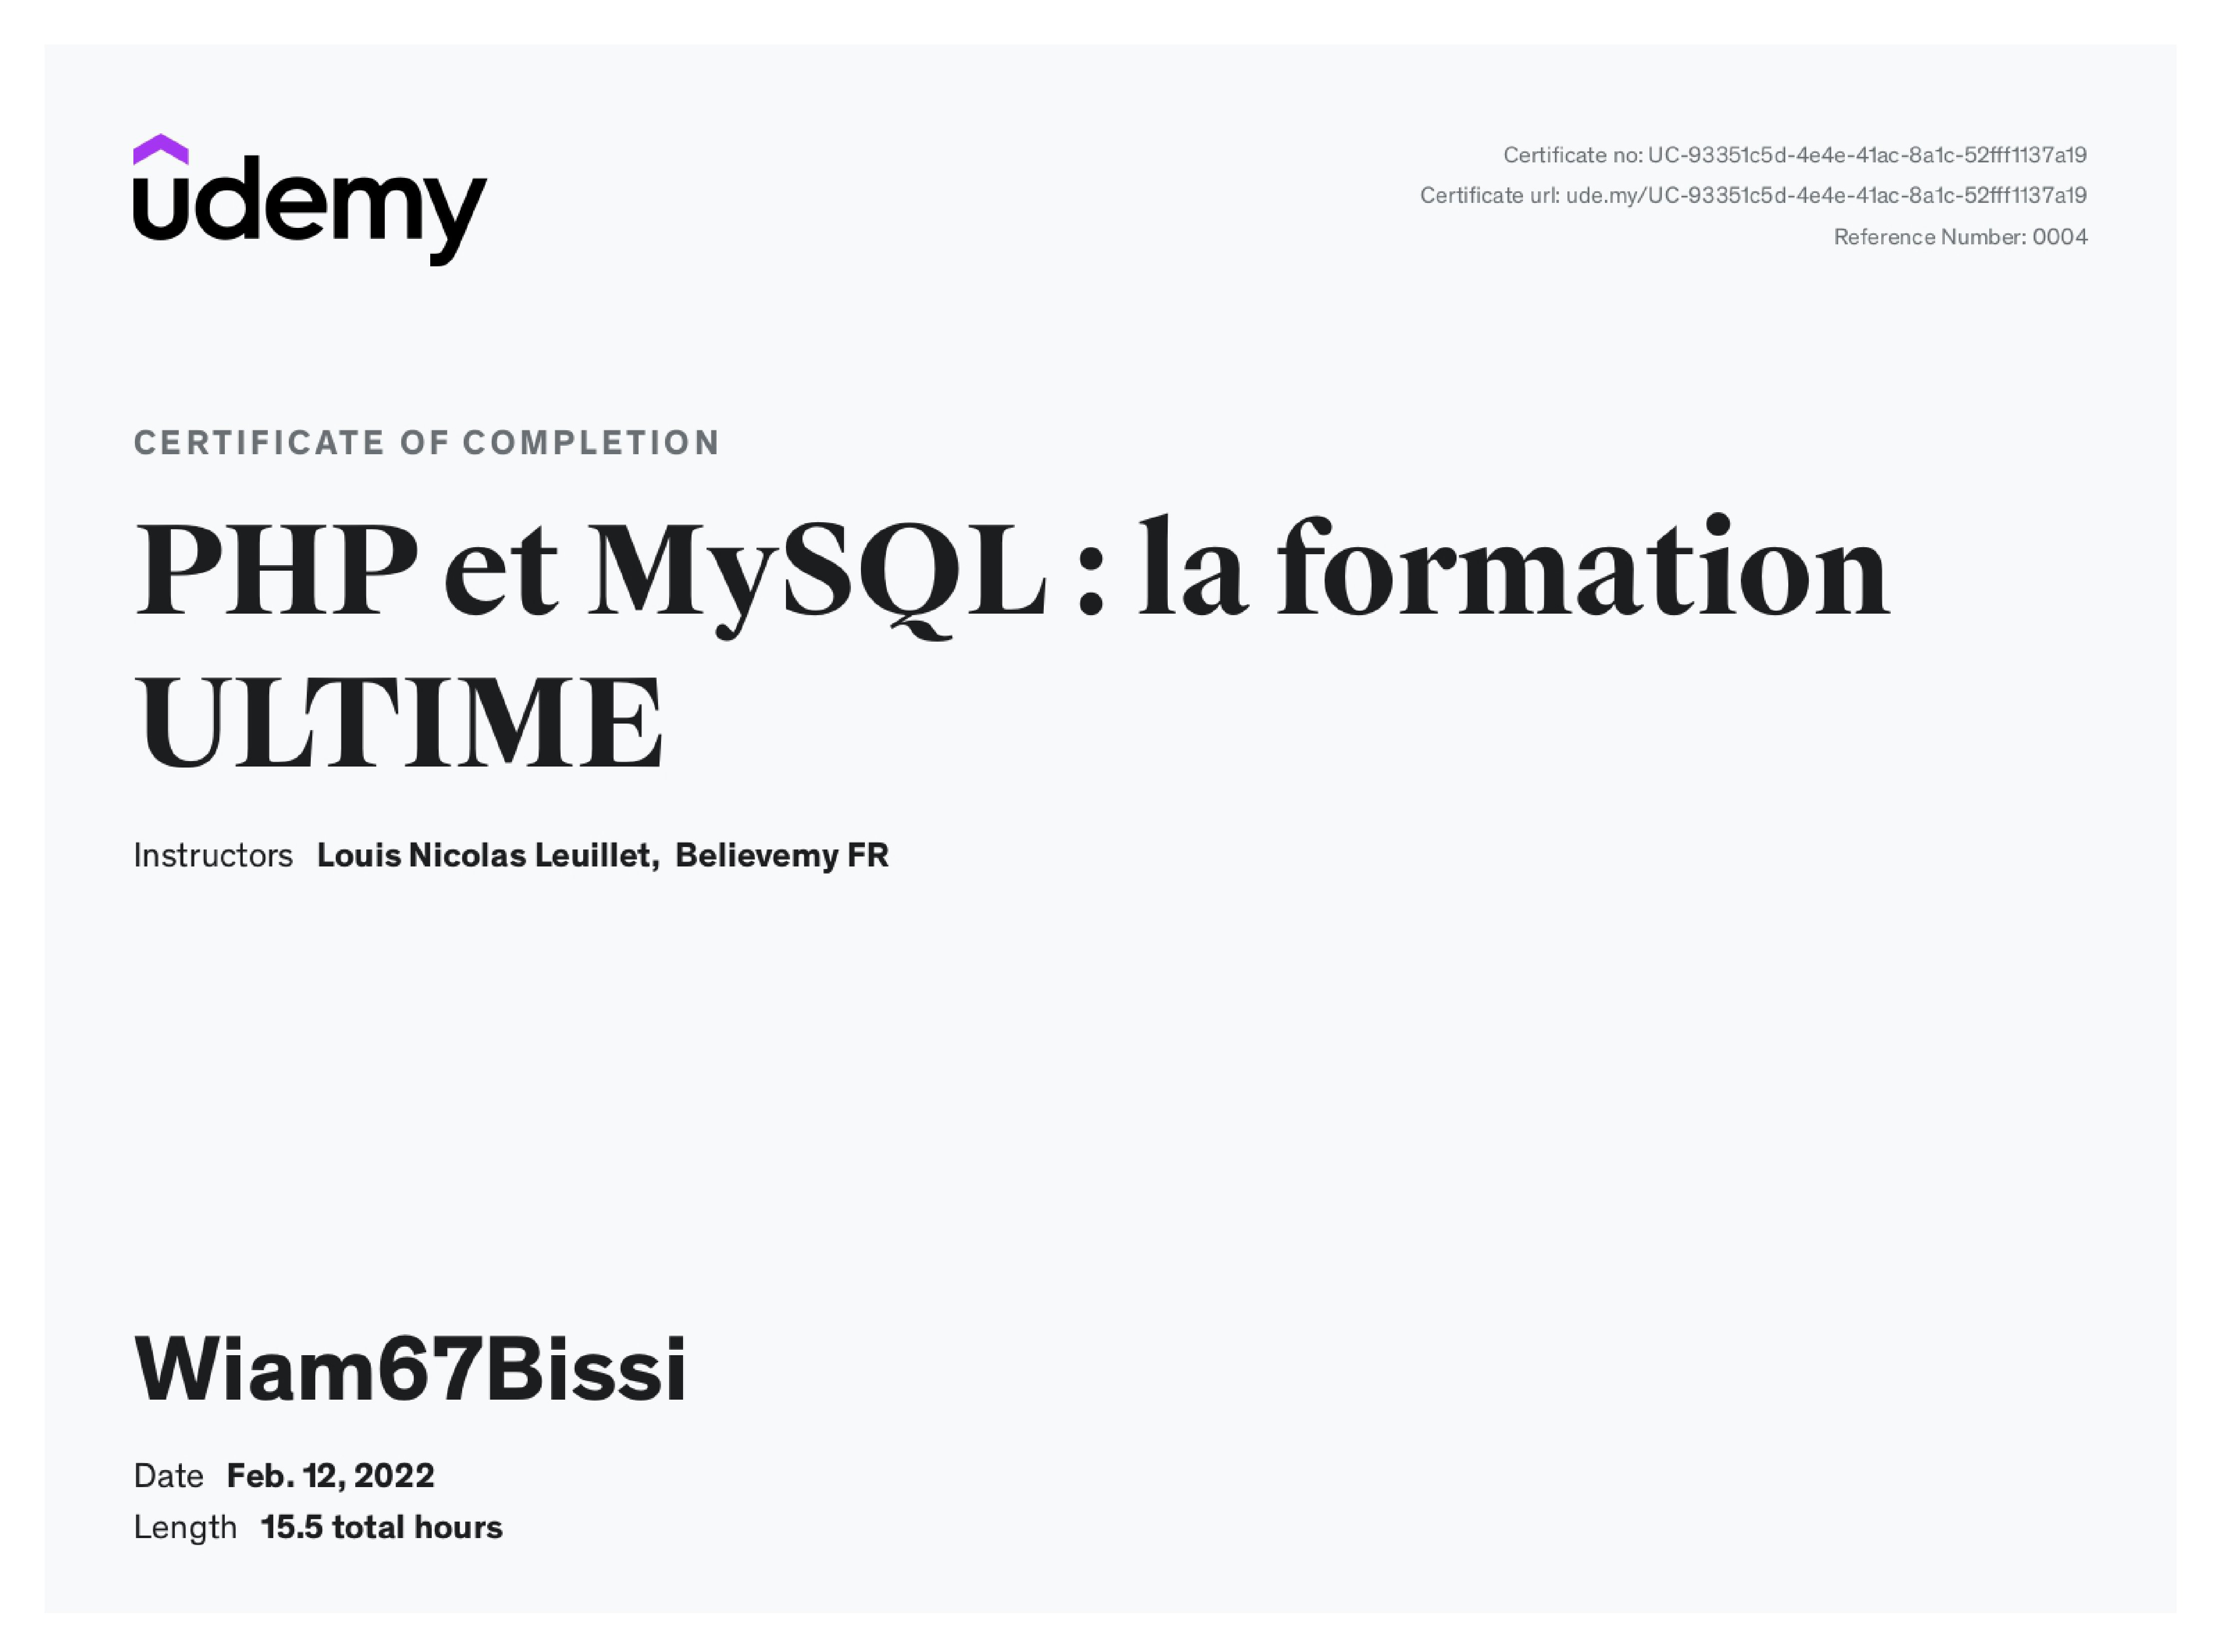 udemy
Certificate no: UC-93351c5d-4e4e-41ac-8a1c-52fff1137a19
Certificate url: ude.my/UC-93351c5d-4e4e-41ac-8a1c-52fff1137a19
Reference Number: 0004
CERTIFICATE OF COMPLETION
PHP et MySQL : la formation
ULTIME
Instructors Louis Nicolas Leuillet, Believemy FR
Wiam67Bissi
Date Feb. 12, 2022
Length 15.5 total hours